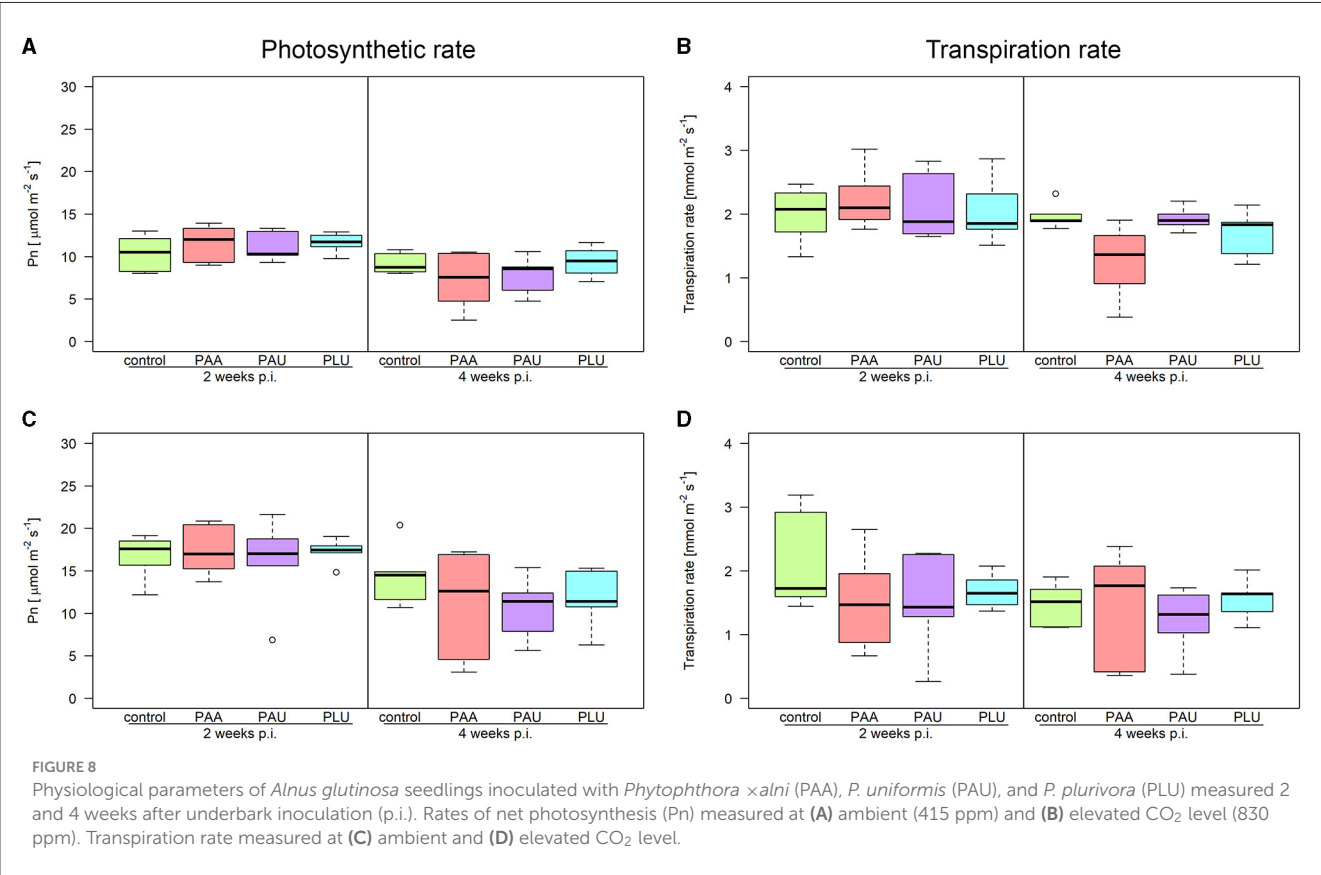 A
Photosynthetic rate
B
Transpiration rate
Pn [ μmol m⁻² s⁻¹]
30
25
20
15
10
5
0
control PAA PAU PLU control PAA PAU PLU
2 weeks p.i. 4 weeks p.i.
Transpiration rate [mmol m⁻² s⁻¹]
4
3
2
1
0
control PAA PAU PLU control PAA PAU PLU
2 weeks p.i. 4 weeks p.i.
C
Pn [ μmol m⁻² s⁻¹]
30
25
20
15
10
5
0
control PAA PAU PLU control PAA PAU PLU
2 weeks p.i. 4 weeks p.i.
D
Transpiration rate [mmol m⁻² s⁻¹]
4
3
2
1
0
control PAA PAU PLU control PAA PAU PLU
2 weeks p.i. 4 weeks p.i.
FIGURE 8
Physiological parameters of Alnus glutinosa seedlings inoculated with Phytophthora ×alni (PAA), P. uniformis (PAU), and P. plurivora (PLU) measured 2
and 4 weeks after underbark inoculation (p.i.). Rates of net photosynthesis (Pn) measured at (A) ambient (415 ppm) and (B) elevated CO₂ level (830
ppm). Transpiration rate measured at (C) ambient and (D) elevated CO₂ level.